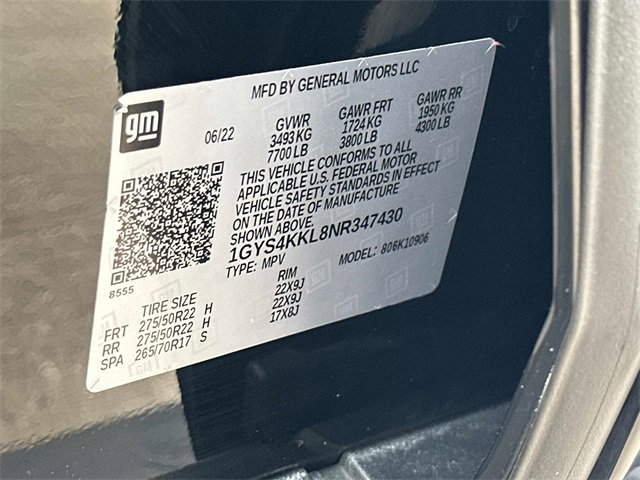 MFD BY GENERAL MOTORS LLC
gm
06/22
GVWR GAWR FRT GAWR RR
3493 KG 1724 KG 1950 KG
7700 LB 3800 LB 4300 LB
THIS VEHICLE CONFORMS TO ALL
APPLICABLE U.S. FEDERAL MOTOR
VEHICLE SAFETY STANDARDS IN EFFECT
ON THE DATE OF MANUFACTURE
SHOWN ABOVE.
1GYS4KKL8NR347430
TYPE: MPV MODEL: 806K10906
8555
TIRE SIZE RIM
FRT 275/50R22 H 22X9J
RR 275/50R22 H 22X9J
SPA 265/70R17 S 17X8J